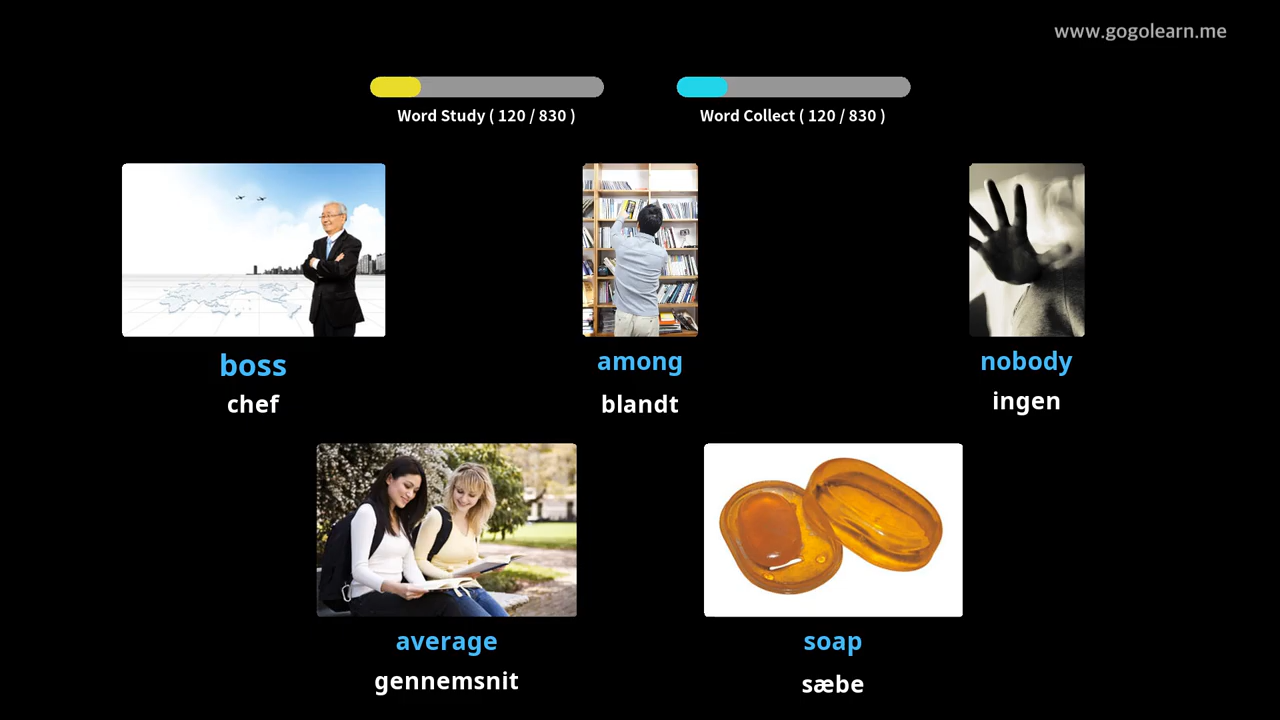 www.gogolearn.me
Word Study ( 120 / 830 )
Word Collect ( 120 / 830 )
boss
chef
among
blandt
nobody
ingen
average
gennemsnit
soap
sæbe